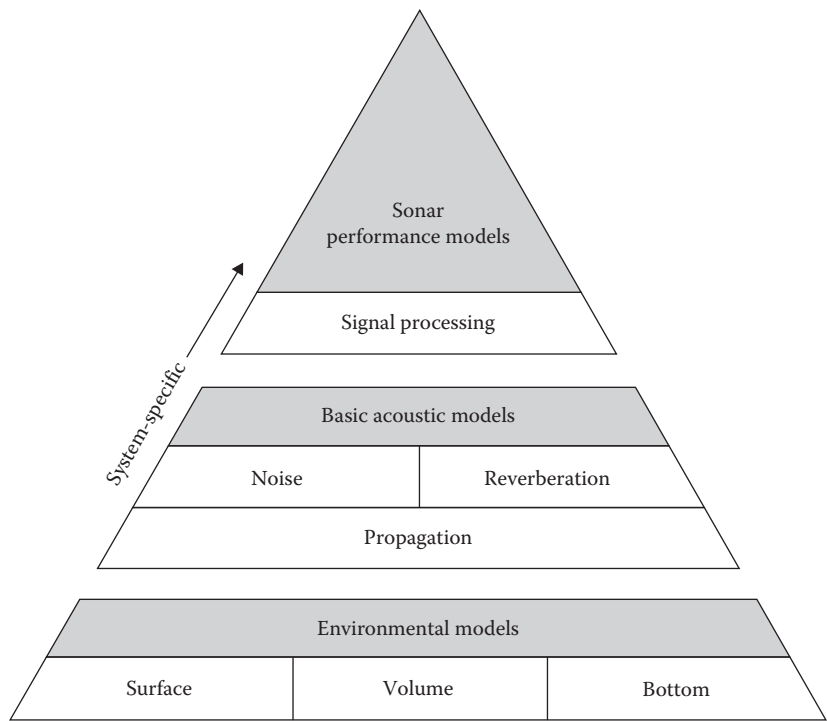 Sonar
performance models
Signal processing
System-specific
Basic acoustic models
Noise
Reverberation
Propagation
Environmental models
Surface
Volume
Bottom